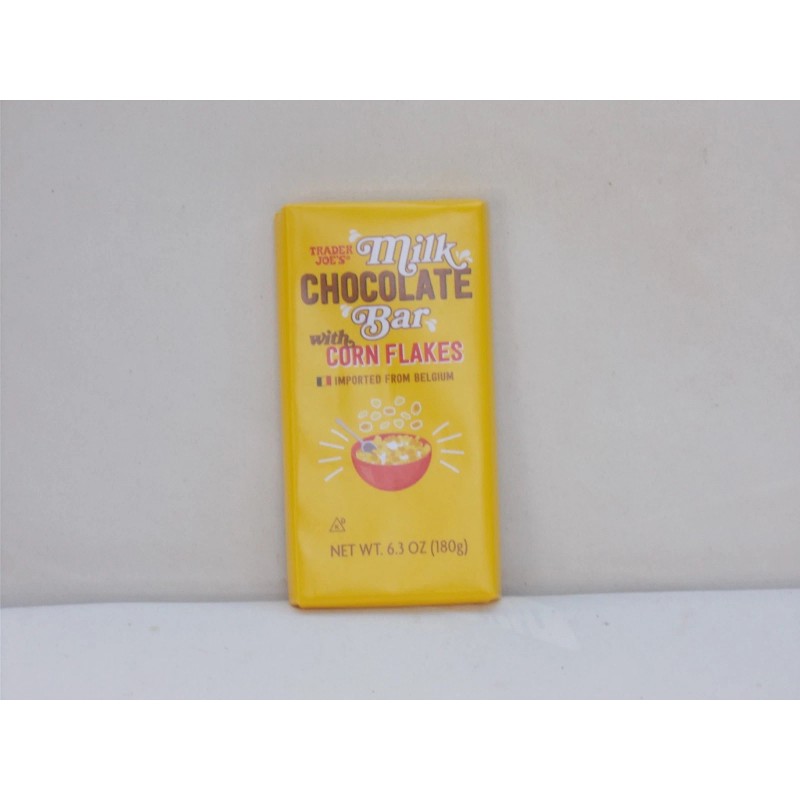 TRADER JOE'S
Milk
CHOCOLATE
Bar
with
CORN FLAKES
IMPORTED FROM BELGIUM
NET WT. 6.3 OZ (180g)